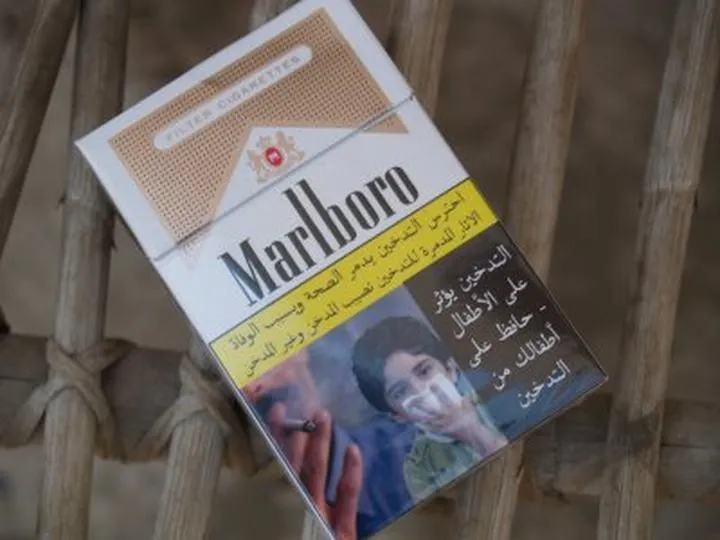 FILTER CIGARETTES
Marlboro
احترس التدخين يدمر الصحة ويسبب الوفاة
الاثار المدمرة للتدخين تصيب المدخن وغير المدخن
التدخين يؤثر
على الأطفال
- حافظ على
أطفالك من
التدخين